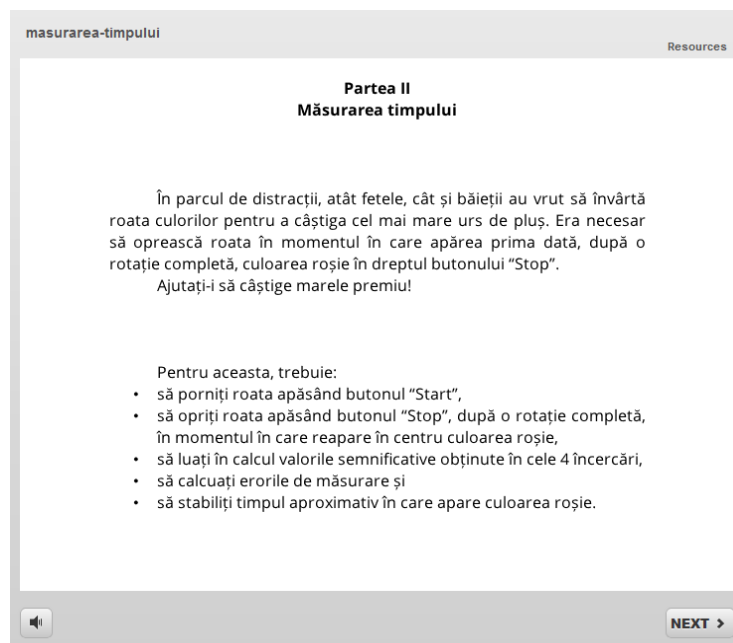 masurarea-timpului
Resources
Partea II
Măsurarea timpului
În parcul de distracții, atât fetele, cât și băieții au vrut să învârtă
roata culorilor pentru a câștiga cel mai mare urs de pluș. Era necesar
să oprească roata în momentul în care apărea prima dată, după o
rotație completă, culoarea roșie în dreptul butonului “Stop”.
Ajutați-i să câștige marele premiu!
Pentru aceasta, trebuie:
• să porniți roata apăsând butonul “Start”,
• să opriți roata apăsând butonul “Stop”, după o rotație completă,
în momentul în care reapare în centru culoarea roșie,
• să luați în calcul valorile semnificative obținute în cele 4 încercări,
• să calcuați erorile de măsurare și
• să stabiliți timpul aproximativ în care apare culoarea roșie.
NEXT >